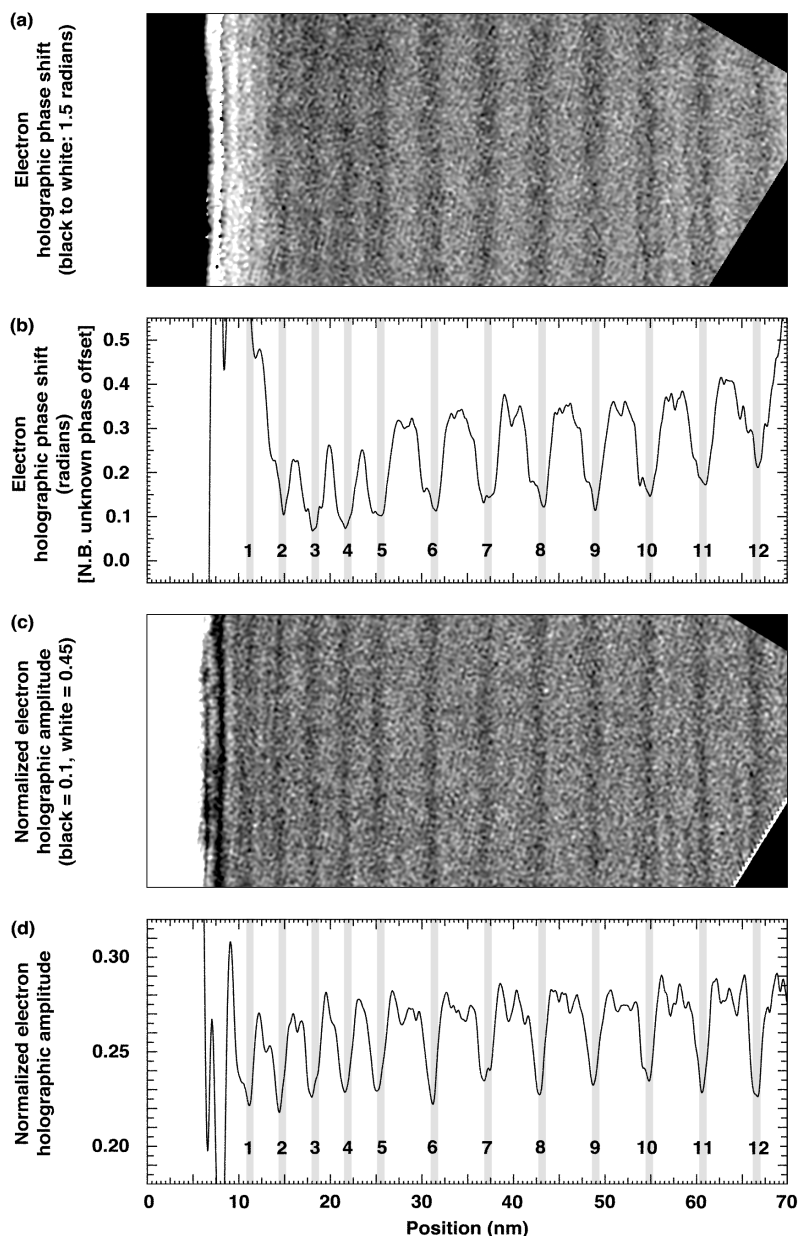 (a)
Electron
holographic phase shift
(black to white: 1.5 radians)
(b)
Electron
holographic phase shift
(radians)
[N.B. unknown phase offset]
0.5
0.4
0.3
0.2
0.1
0.0
1 2 3 4 5 6 7 8 9 10 11 12
(c)
Normalized electron
holographic amplitude
(black = 0.1, white = 0.45)
(d)
Normalized electron
holographic amplitude
0.30
0.25
0.20
1 2 3 4 5 6 7 8 9 10 11 12
0 10 20 30 40 50 60 70
Position (nm)